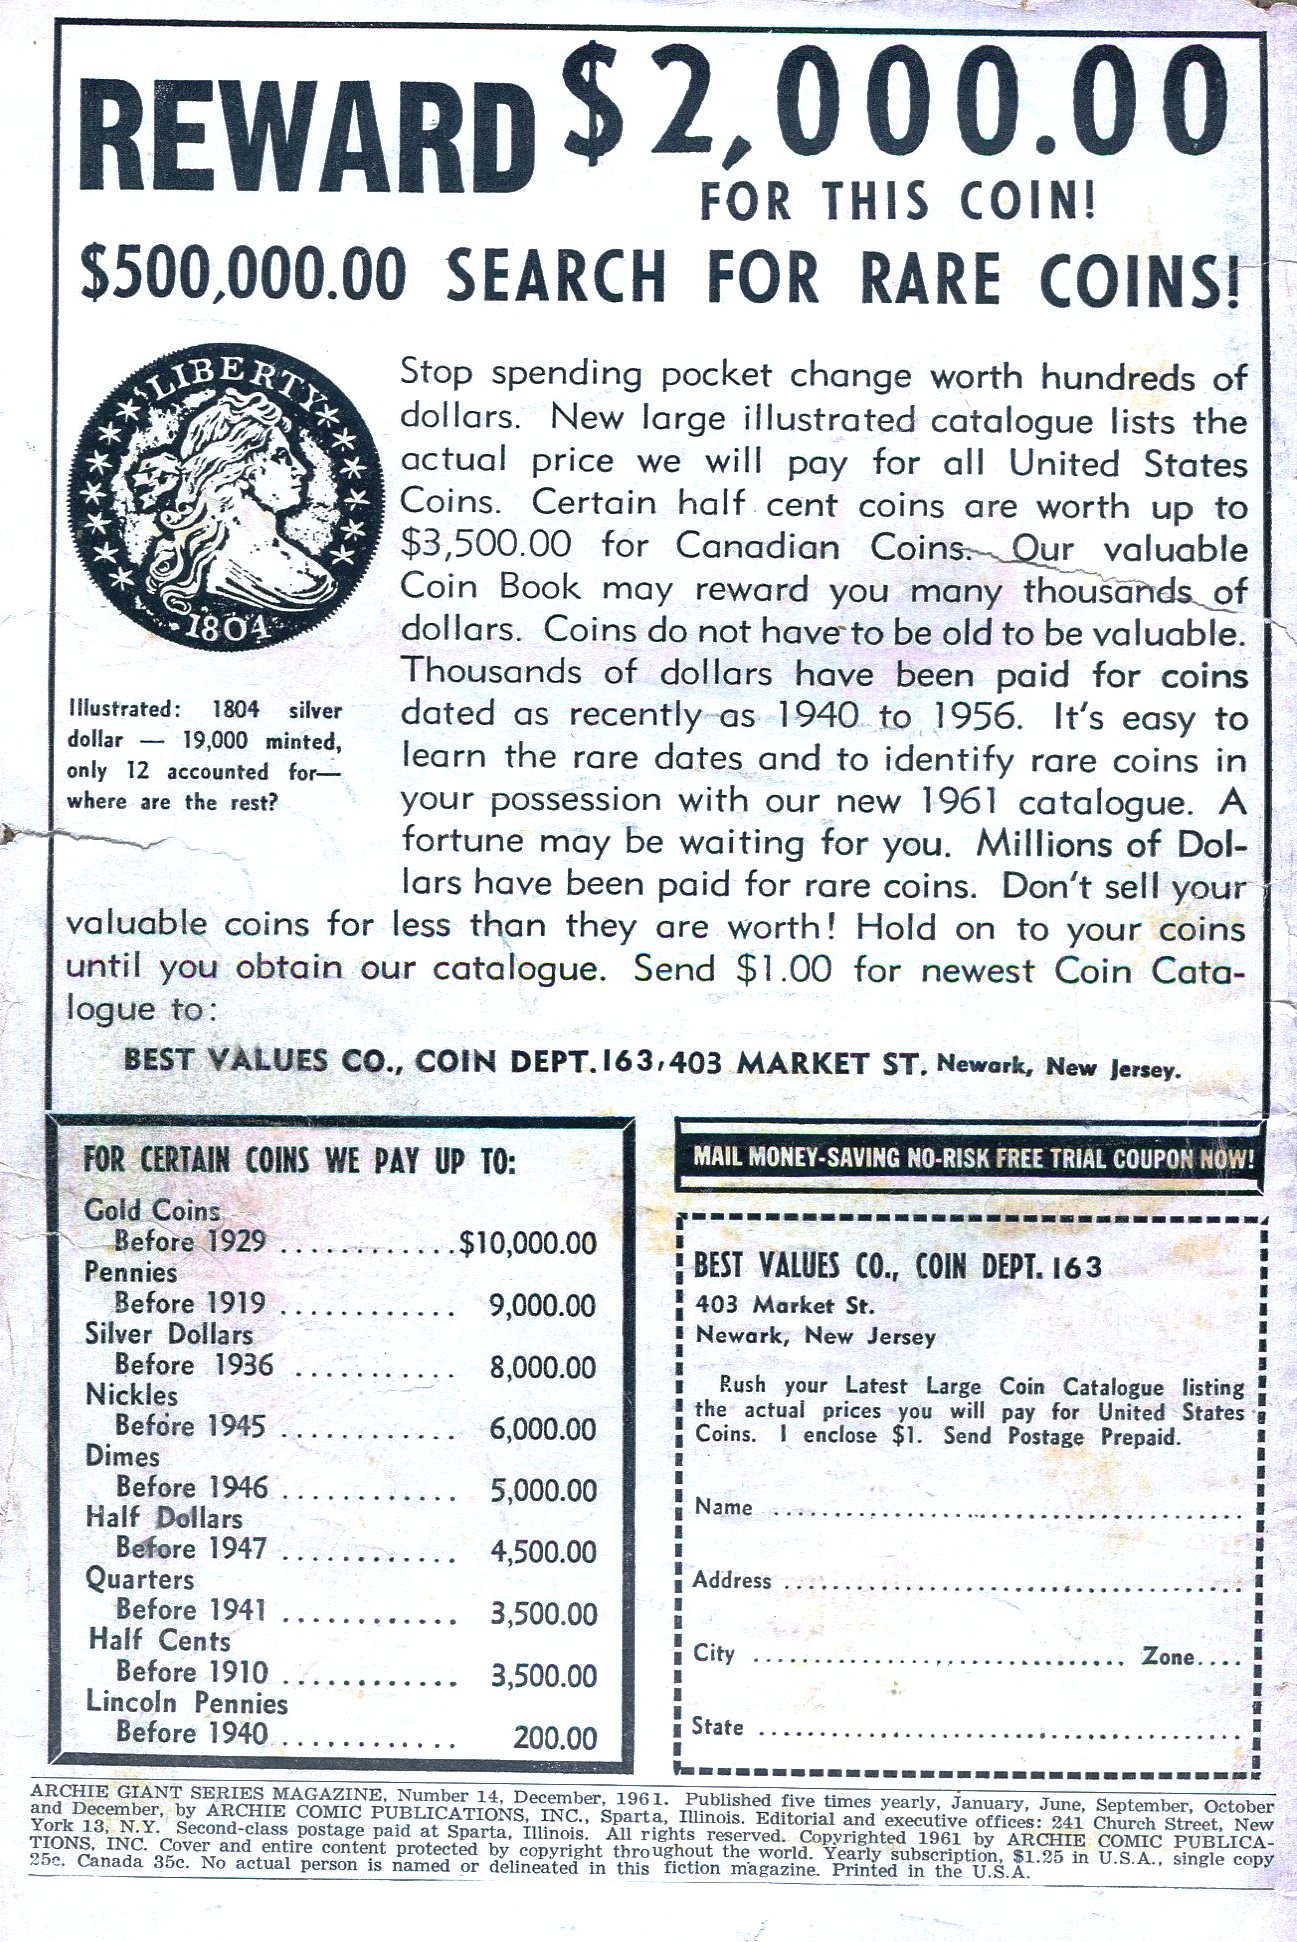 REWARD $2,000.00
FOR THIS COIN!
$500,000.00 SEARCH FOR RARE COINS!
LIBERTY
1804
Illustrated: 1804 silver
dollar — 19,000 minted,
only 12 accounted for—
where are the rest?
Stop spending pocket change worth hundreds of
dollars. New large illustrated catalogue lists the
actual price we will pay for all United States
Coins. Certain half cent coins are worth up to
$3,500.00 for Canadian Coins. Our valuable
Coin Book may reward you many thousands of
dollars. Coins do not have to be old to be valuable.
Thousands of dollars have been paid for coins
dated as recently as 1940 to 1956. It's easy to
learn the rare dates and to identify rare coins in
your possession with our new 1961 catalogue. A
fortune may be waiting for you. Millions of Dol-
lars have been paid for rare coins. Don't sell your
valuable coins for less than they are worth! Hold on to your coins
until you obtain our catalogue. Send $1.00 for newest Coin Cata-
logue to:
BEST VALUES CO., COIN DEPT. 163, 403 MARKET ST. Newark, New Jersey.
FOR CERTAIN COINS WE PAY UP TO:
Gold Coins
Before 1929 ............ $10,000.00
Pennies
Before 1919 ............ 9,000.00
Silver Dollars
Before 1936 ........... 8,000.00
Nickles
Before 1945 ............ 6,000.00
Dimes
Before 1946 ............ 5,000.00
Half Dollars
Before 1947 ............ 4,500.00
Quarters
Before 1941 ............ 3,500.00
Half Cents
Before 1910 ............ 3,500.00
Lincoln Pennies
Before 1940 ............ 200.00
MAIL MONEY-SAVING NO-RISK FREE TRIAL COUPON NOW!
BEST VALUES CO., COIN DEPT. 163
403 Market St.
Newark, New Jersey
Rush your Latest Large Coin Catalogue listing
the actual prices you will pay for United States
Coins. I enclose $1. Send Postage Prepaid.
Name ........................................
Address ........................................
City ................................ Zone....
State ........................................
ARCHIE GIANT SERIES MAGAZINE, Number 14, December, 1961. Published five times yearly, January, June, September, October
and December, by ARCHIE COMIC PUBLICATIONS, INC., Sparta, Illinois. Editorial and executive offices: 241 Church Street, New
York 13, N.Y. Second-class postage paid at Sparta, Illinois. All rights reserved. Copyrighted 1961 by ARCHIE COMIC PUBLICA-
TIONS, INC. Cover and entire content protected by copyright throughout the world. Yearly subscription, $1.25 in U.S.A., single copy
25c, Canada 35c. No actual person is named or delineated in this fiction magazine. Printed in the U.S.A.